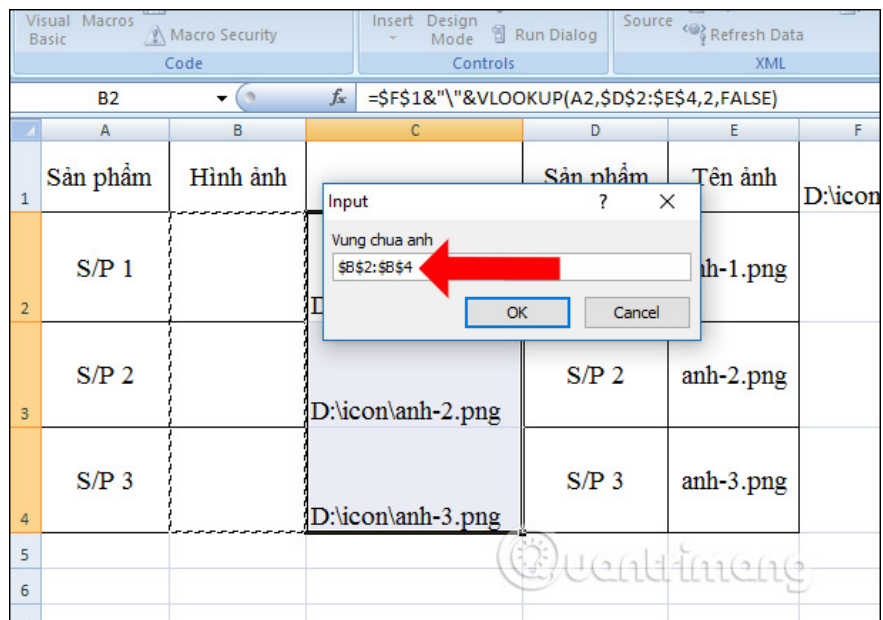 Visual Macros
Basic
Macro Security
Code
Insert Design
Mode
Run Dialog
Controls
Source
Refresh Data
XML
B2
fx
=$F$1&"\"&VLOOKUP(A2,$D$2:$E$4,2,FALSE)
A B C D E F
1 Sản phẩm Hình ảnh Sản phẩm Tên ảnh D:\icon
Input ? X
Vung chua anh
$B$2:$B$4
OK Cancel
2 S/P 1 D nh-1.png
3 S/P 2 D:\icon\anh-2.png S/P 2 anh-2.png
4 S/P 3 D:\icon\anh-3.png S/P 3 anh-3.png
5
6
Quantrimang